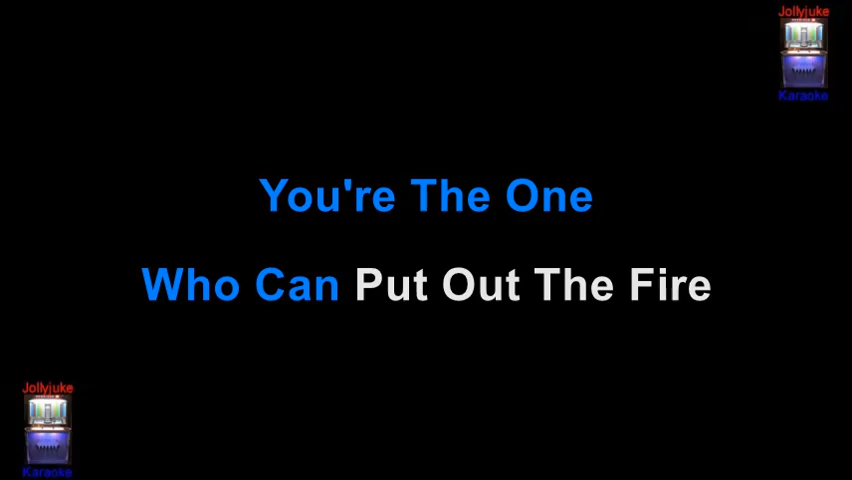 Jollyjuke
Karaoke
You're The One
Who Can Put Out The Fire
Jollyjuke
Karaoke